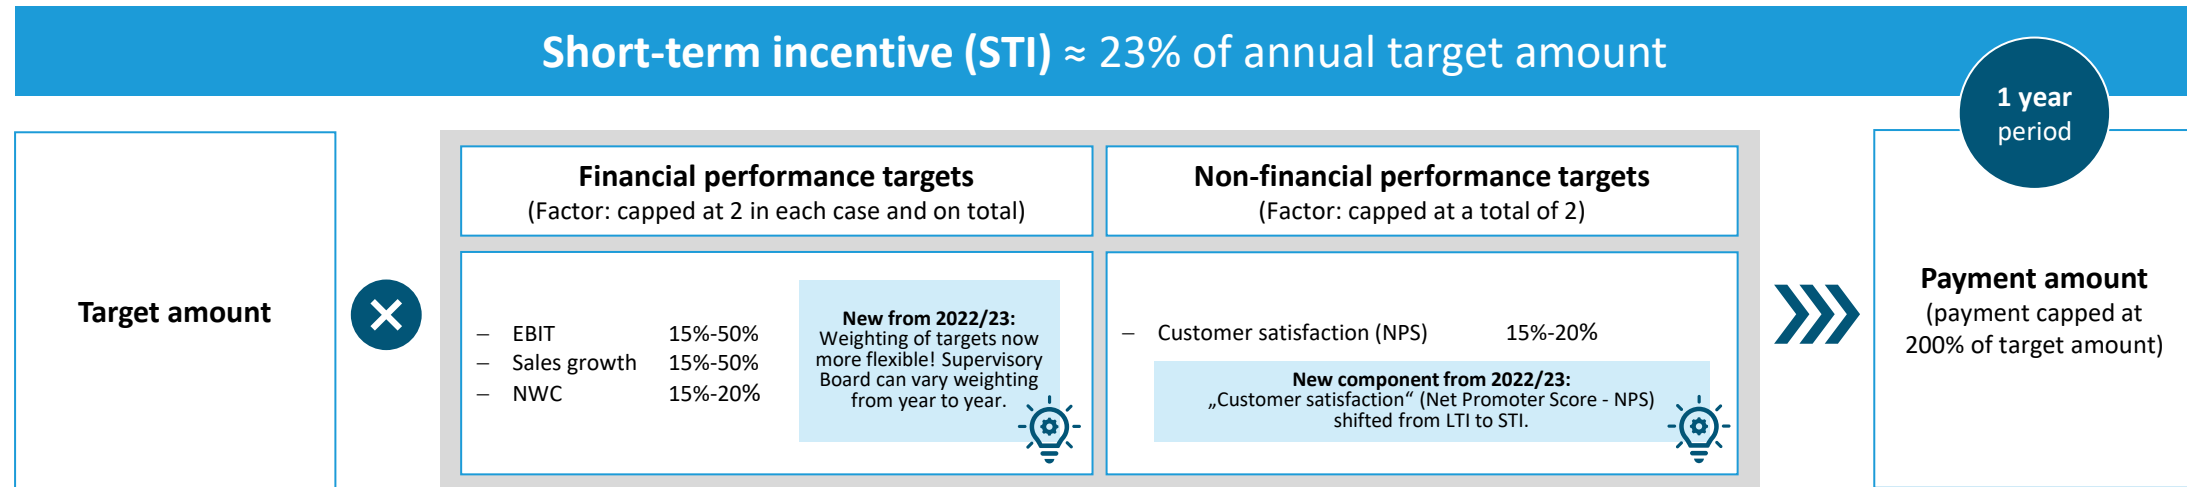 Short-term incentive (STI) ≈ 23% of annual target amount
1 year
period
Target amount
Financial performance targets
(Factor: capped at 2 in each case and on total)
– EBIT 15%-50%
– Sales growth 15%-50%
– NWC 15%-20%
New from 2022/23:
Weighting of targets now
more flexible! Supervisory
Board can vary weighting
from year to year.
Non-financial performance targets
(Factor: capped at a total of 2)
– Customer satisfaction (NPS) 15%-20%
New component from 2022/23:
„Customer satisfaction“ (Net Promoter Score - NPS)
shifted from LTI to STI.
Payment amount
(payment capped at
200% of target amount)